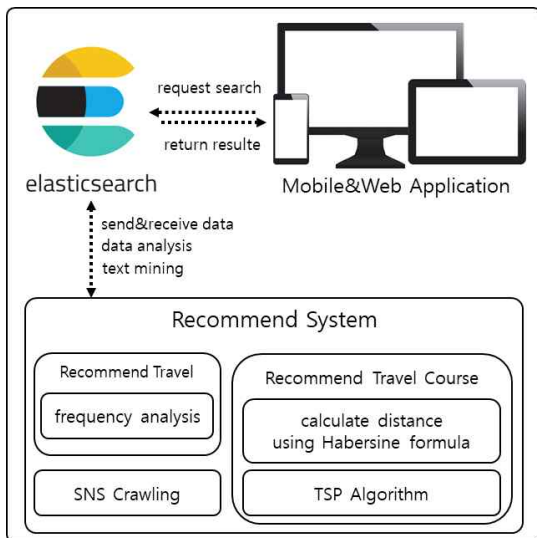 request search
return resulte
elasticsearch
Mobile&Web Application
send&receive data
data analysis
text mining
Recommend System
Recommend Travel
frequency analysis
SNS Crawling
Recommend Travel Course
calculate distance
using Habersine formula
TSP Algorithm